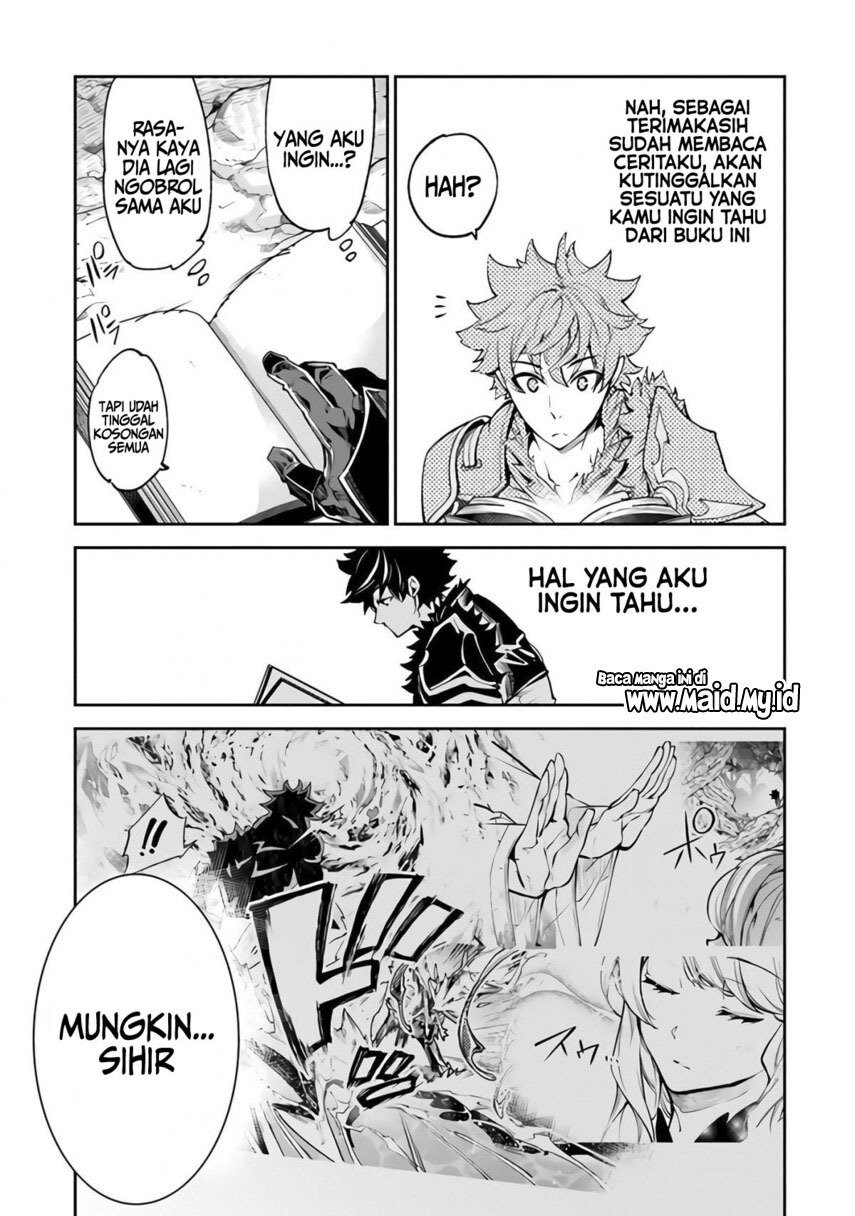 NAH, SEBAGAI
TERIMAKASIH
SUDAH MEMBACA
CERITAKU, AKAN
KUTINGGALKAN
SESUATU YANG
KAMU INGIN TAHU
DARI BUKU INI
HAH?
YANG AKU
INGIN...?
RASA-
NYA KAYA
DIA LAGI
NGOBROL
SAMA AKU
TAPI UDAH
TINGGAL
KOSONGAN
SEMUA
HAL YANG AKU
INGIN TAHU...
Baca manga ini di
www.Maid.My.id
!!
MUNGKIN...
SIHIR